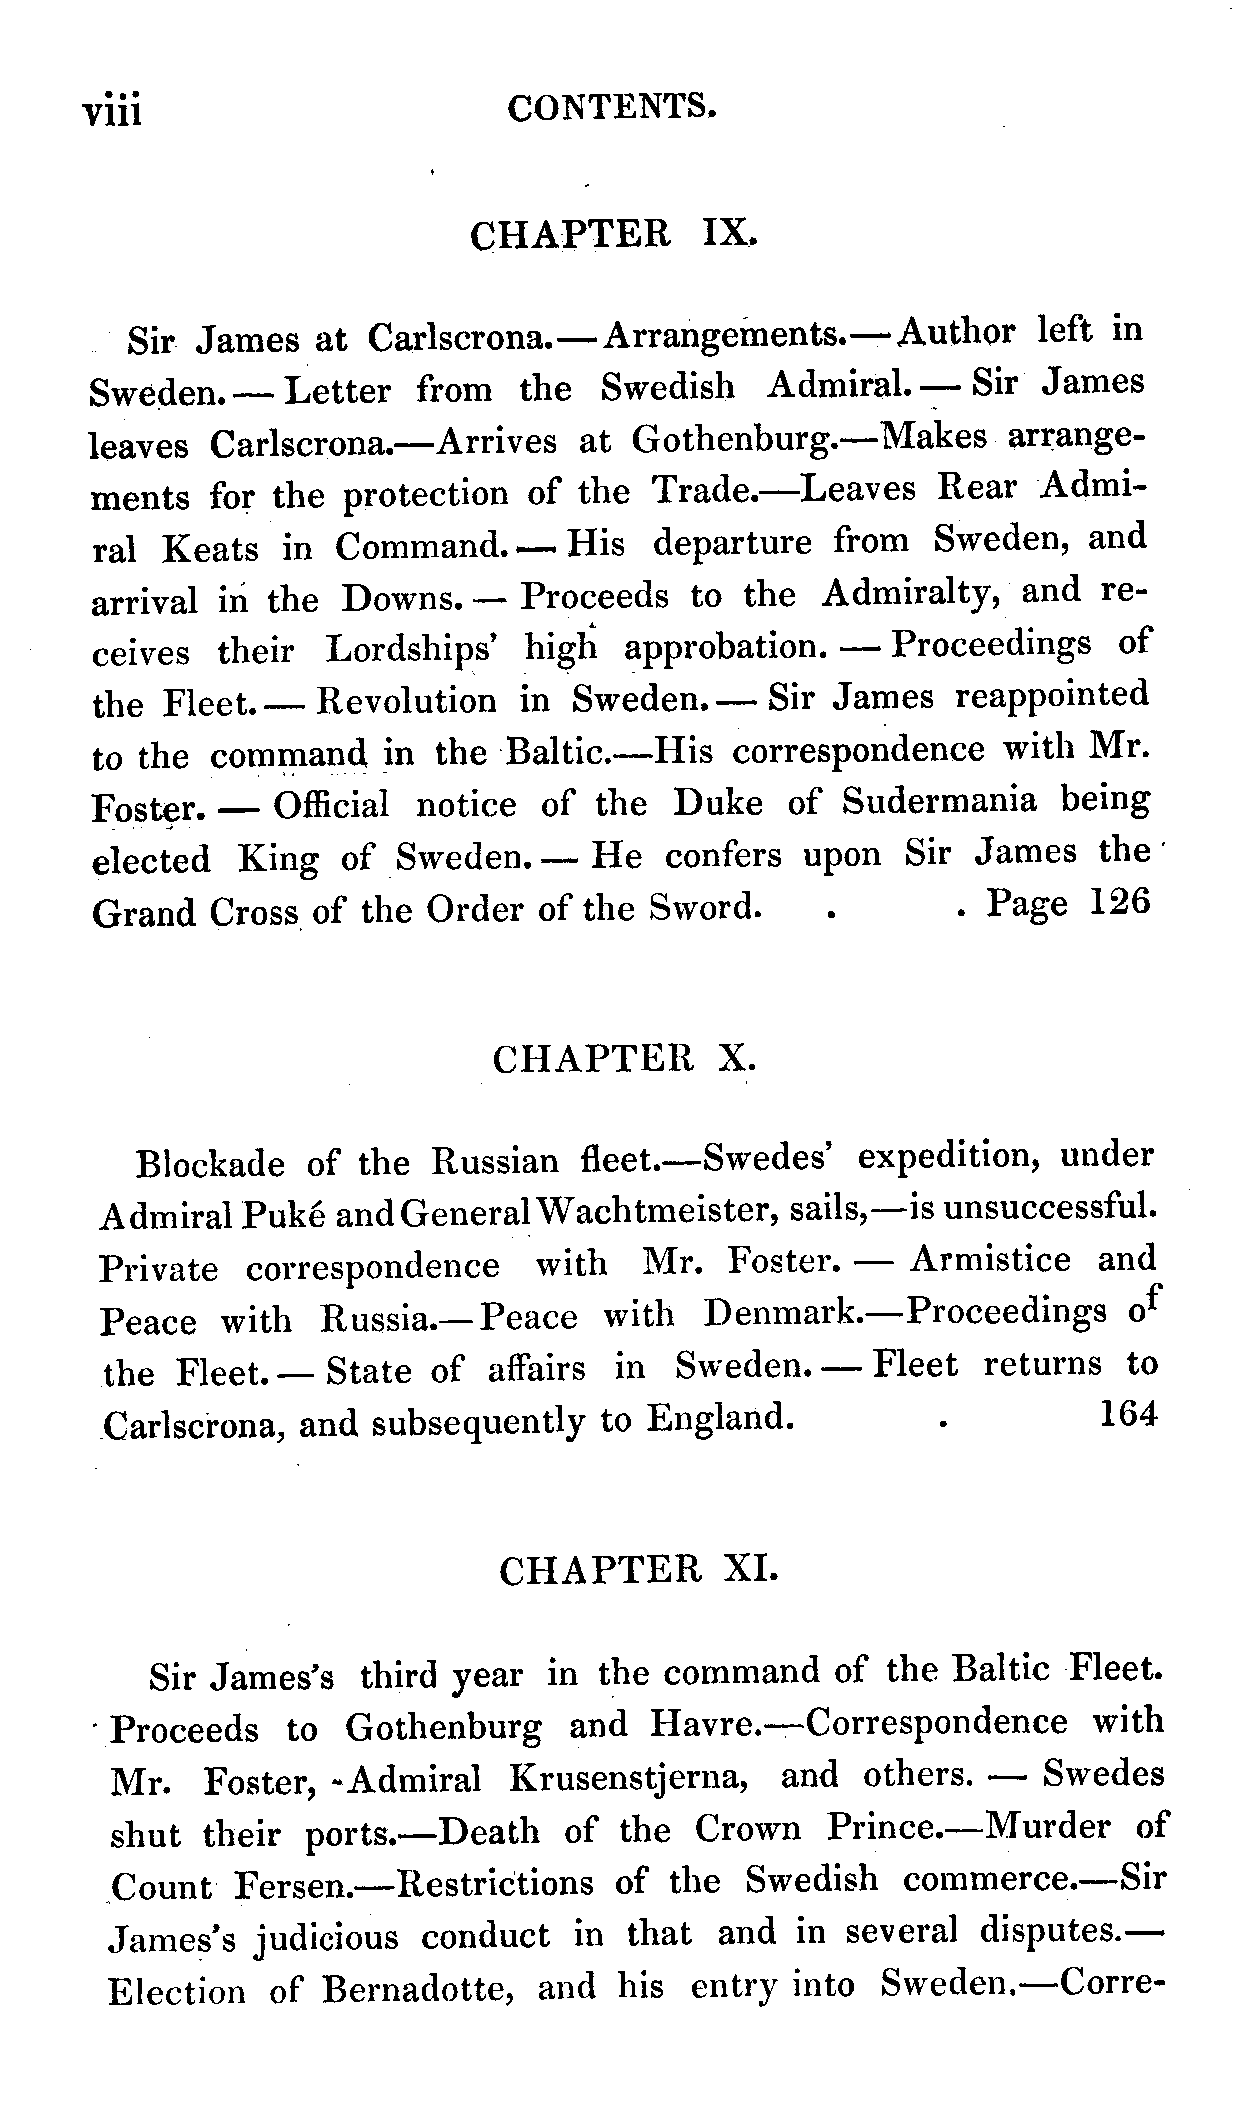 viii CONTENTS.
CHAPTER IX.
Sir James at Carlscrona.—Arrangements.—Author left in
Sweden.—Letter from the Swedish Admiral.—Sir James
leaves Carlscrona.—Arrives at Gothenburg.—Makes arrange-
ments for the protection of the Trade.—Leaves Rear Admi-
ral Keats in Command.—His departure from Sweden, and
arrival in the Downs.—Proceeds to the Admiralty, and re-
ceives their Lordships' high approbation.—Proceedings of
the Fleet.—Revolution in Sweden.—Sir James reappointed
to the command in the Baltic.—His correspondence with Mr.
Foster.—Official notice of the Duke of Sudermania being
elected King of Sweden.—He confers upon Sir James the
Grand Cross of the Order of the Sword. . . Page 126
CHAPTER X.
Blockade of the Russian fleet.—Swedes' expedition, under
Admiral Puké and General Wachtmeister, sails,—is unsuccessful.
Private correspondence with Mr. Foster.—Armistice and
Peace with Russia.—Peace with Denmark.—Proceedings of
the Fleet.—State of affairs in Sweden.—Fleet returns to
Carlscrona, and subsequently to England. . 164
CHAPTER XI.
Sir James's third year in the command of the Baltic Fleet.
Proceeds to Gothenburg and Havre.—Correspondence with
Mr. Foster, -Admiral Krusenstjerna, and others.—Swedes
shut their ports.—Death of the Crown Prince.—Murder of
Count Fersen.—Restrictions of the Swedish commerce.—Sir
James's judicious conduct in that and in several disputes.—
Election of Bernadotte, and his entry into Sweden.—Corre-